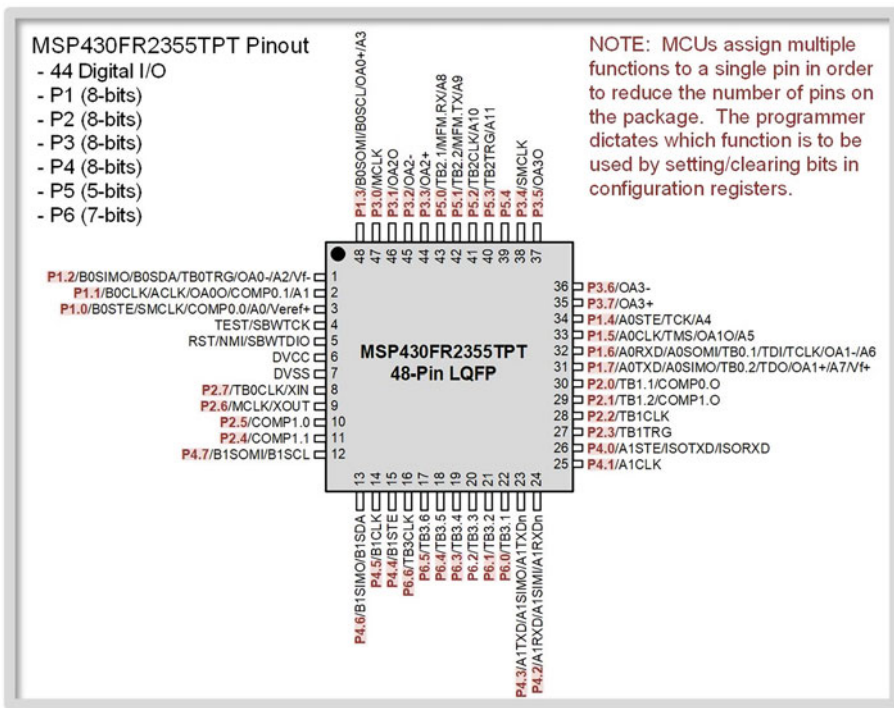 MSP430FR2355TPT Pinout
- 44 Digital I/O
- P1 (8-bits)
- P2 (8-bits)
- P3 (8-bits)
- P4 (8-bits)
- P5 (5-bits)
- P6 (7-bits)
NOTE: MCUs assign multiple
functions to a single pin in order
to reduce the number of pins on
the package. The programmer
dictates which function is to be
used by setting/clearing bits in
configuration registers.
P1.3/B0SOMI/B0SCL/OA0+/A3
P3.0/MCLK
P3.1/OA2O
P3.2/OA2-
P3.3/OA2+
P5.0/TB2.1/MFM.RX/A8
P5.1/TB2.2/MFM.TX/A9
P5.2/TB2CLK/A10
P5.3/TB2TRG/A11
P5.4
P3.4/SMCLK
P3.5/OA3O
48 47 46 45 44 43 42 41 40 39 38 37
P1.2/B0SIMO/B0SDA/TB0TRG/OA0-/A2/Vf- 1
P1.1/B0CLK/ACLK/OA0O/COMP0.1/A1 2
P1.0/B0STE/SMCLK/COMP0.0/A0/Veref+ 3
TEST/SBWTCK 4
RST/NMI/SBWTDIO 5
DVCC 6
DVSS 7
P2.7/TB0CLK/XIN 8
P2.6/MCLK/XOUT 9
P2.5/COMP1.0 10
P2.4/COMP1.1 11
P4.7/B1SOMI/B1SCL 12
MSP430FR2355TPT
48-Pin LQFP
36 P3.6/OA3-
35 P3.7/OA3+
34 P1.4/A0STE/TCK/A4
33 P1.5/A0CLK/TMS/OA1O/A5
32 P1.6/A0RXD/A0SOMI/TB0.1/TDI/TCLK/OA1-/A6
31 P1.7/A0TXD/A0SIMO/TB0.2/TDO/OA1+/A7/Vf+
30 P2.0/TB1.1/COMP0.O
29 P2.1/TB1.2/COMP1.O
28 P2.2/TB1CLK
27 P2.3/TB1TRG
26 P4.0/A1STE/ISOTXD/ISORXD
25 P4.1/A1CLK
13 14 15 16 17 18 19 20 21 22 23 24
P4.6/B1SIMO/B1SDA
P4.5/B1CLK
P4.4/B1STE
P6.6/TB3CLK
P6.5/TB3.6
P6.4/TB3.5
P6.3/TB3.4
P6.2/TB3.3
P6.1/TB3.2
P6.0/TB3.1
P4.3/A1TXD/A1SIMO/A1TXDn
P4.2/A1RXD/A1SIMI/A1RXDn